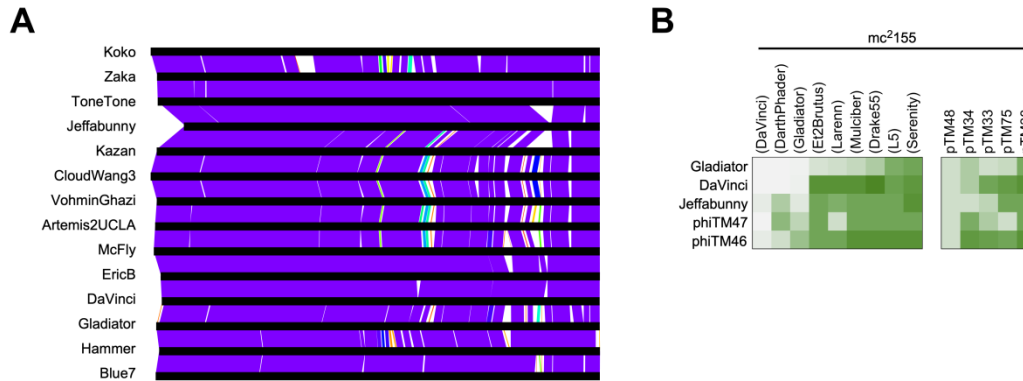 A
Koko
Zaka
ToneTone
Jeffabunny
Kazan
CloudWang3
VohminGhazi
Artemis2UCLA
McFly
EricB
DaVinci
Gladiator
Hammer
Blue7
B
mc²155
(DaVinci)
(DarthPhader)
(Gladiator)
(Et2Brutus)
(Larenn)
(Mulciber)
(Drake55)
(L5)
(Serenity)
pTM48
pTM34
pTM33
pTM75
Gladiator
DaVinci
Jeffabunny
phiTM47
phiTM46